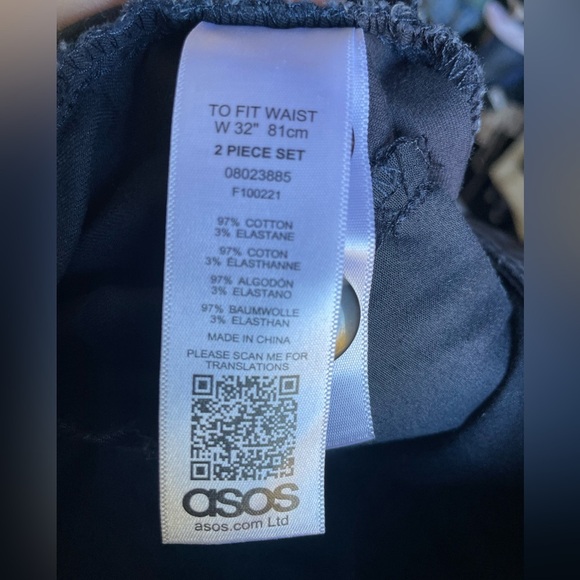 TO FIT WAIST
W 32" 81cm
2 PIECE SET
08023885
F100221
97% COTTON
3% ELASTANE
97% COTON
3% ÉLASTHANNE
97% ALGODÓN
3% ELASTANO
97% BAUMWOLLE
3% ELASTHAN
MADE IN CHINA
PLEASE SCAN ME FOR
TRANSLATIONS
asos
asos.com Ltd